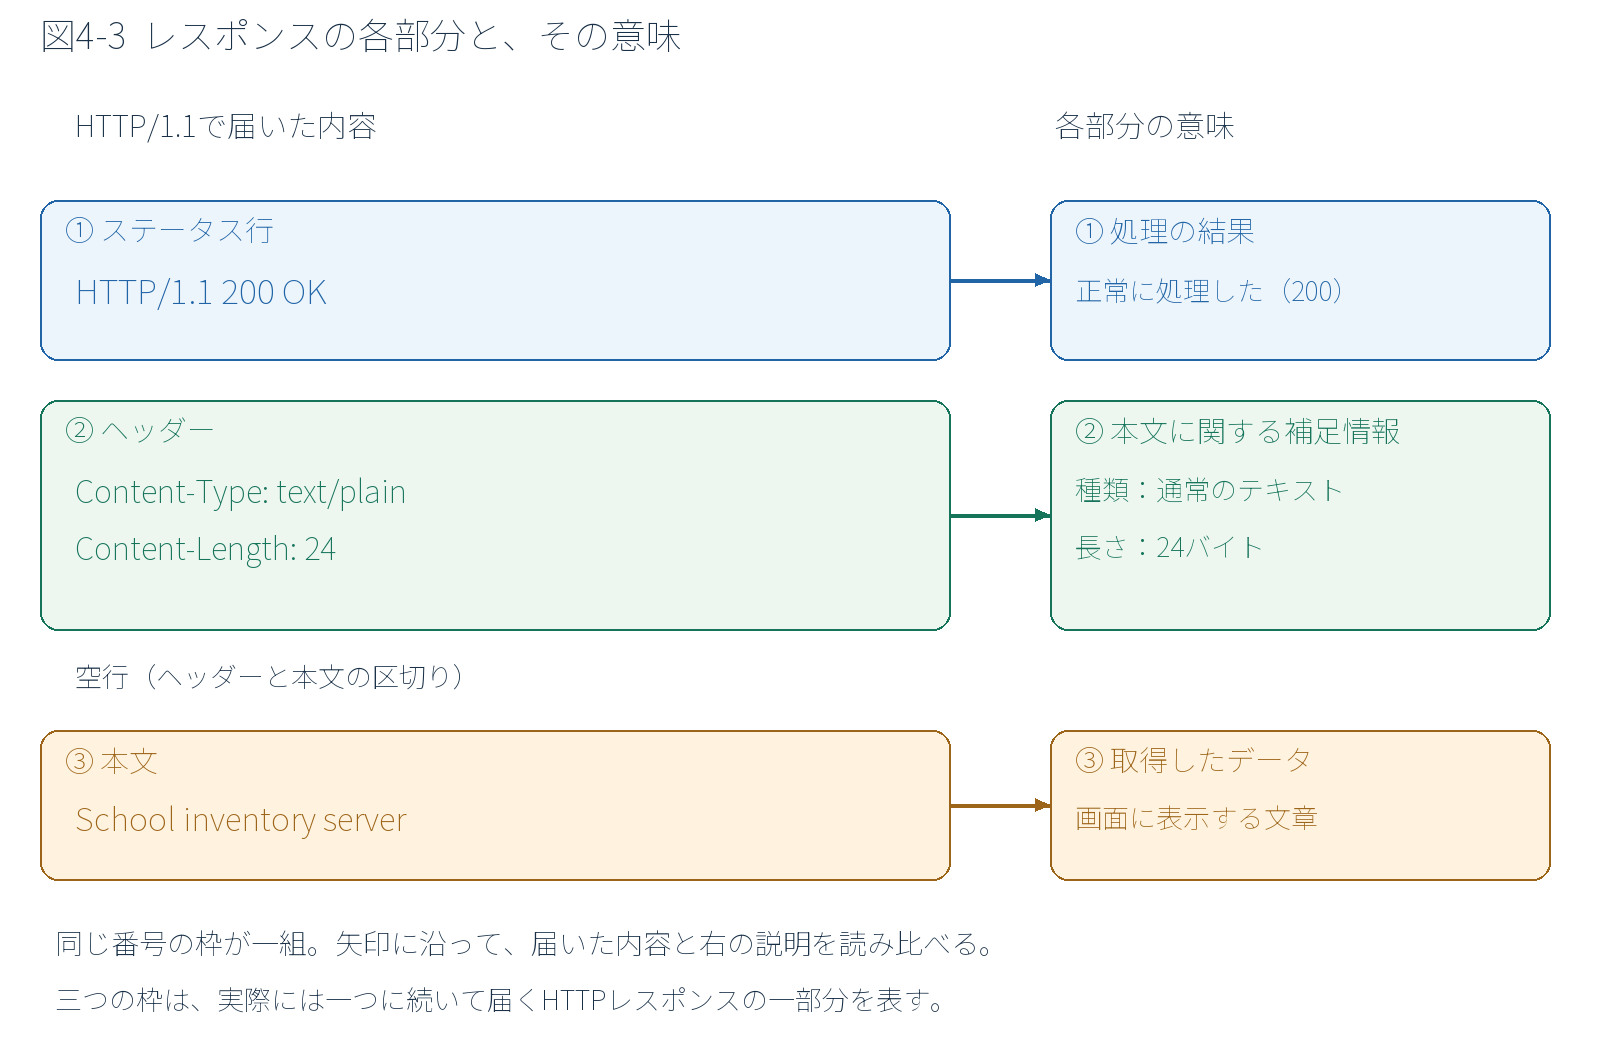 図4-3 レスポンスの各部分と、その意味
HTTP/1.1で届いた内容
各部分の意味
① ステータス行
HTTP/1.1 200 OK
① 処理の結果
正常に処理した（200）
② ヘッダー
Content-Type: text/plain
Content-Length: 24
② 本文に関する補足情報
種類：通常のテキスト
長さ：24バイト
空行（ヘッダーと本文の区切り）
③ 本文
School inventory server
③ 取得したデータ
画面に表示する文章
同じ番号の枠が一組。矢印に沿って、届いた内容と右の説明を読み比べる。
三つの枠は、実際には一つに続いて届くHTTPレスポンスの一部分を表す。